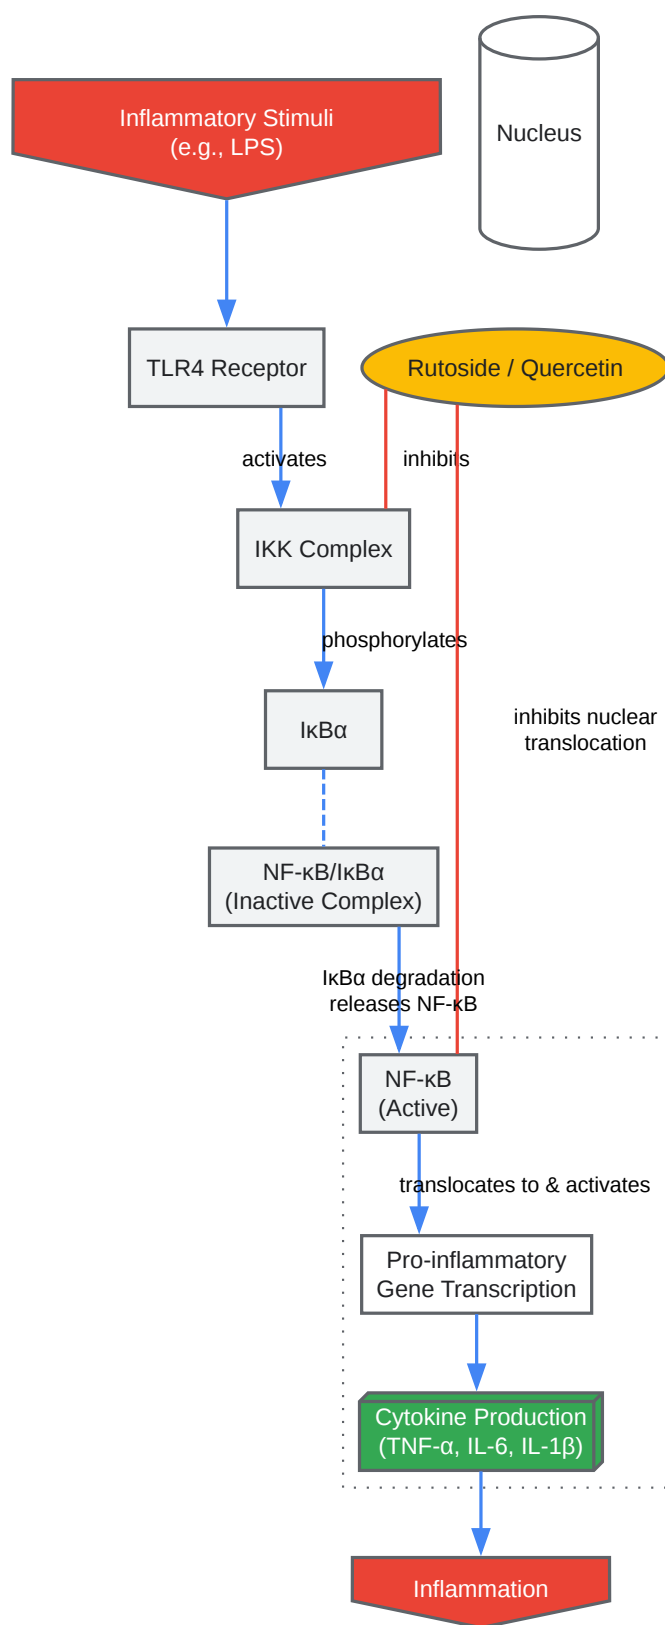 Inflammatory Stimuli
(e.g., LPS)
Nucleus
TLR4 Receptor
Rutoside / Quercetin
activates
inhibits
IKK Complex
phosphorylates
IκBα
inhibits nuclear
translocation
NF-κB/IκBα
(Inactive Complex)
IκBα degradation
releases NF-κB
NF-κB
(Active)
translocates to & activates
Pro-inflammatory
Gene Transcription
Cytokine Production
(TNF-α, IL-6, IL-1β)
Inflammation